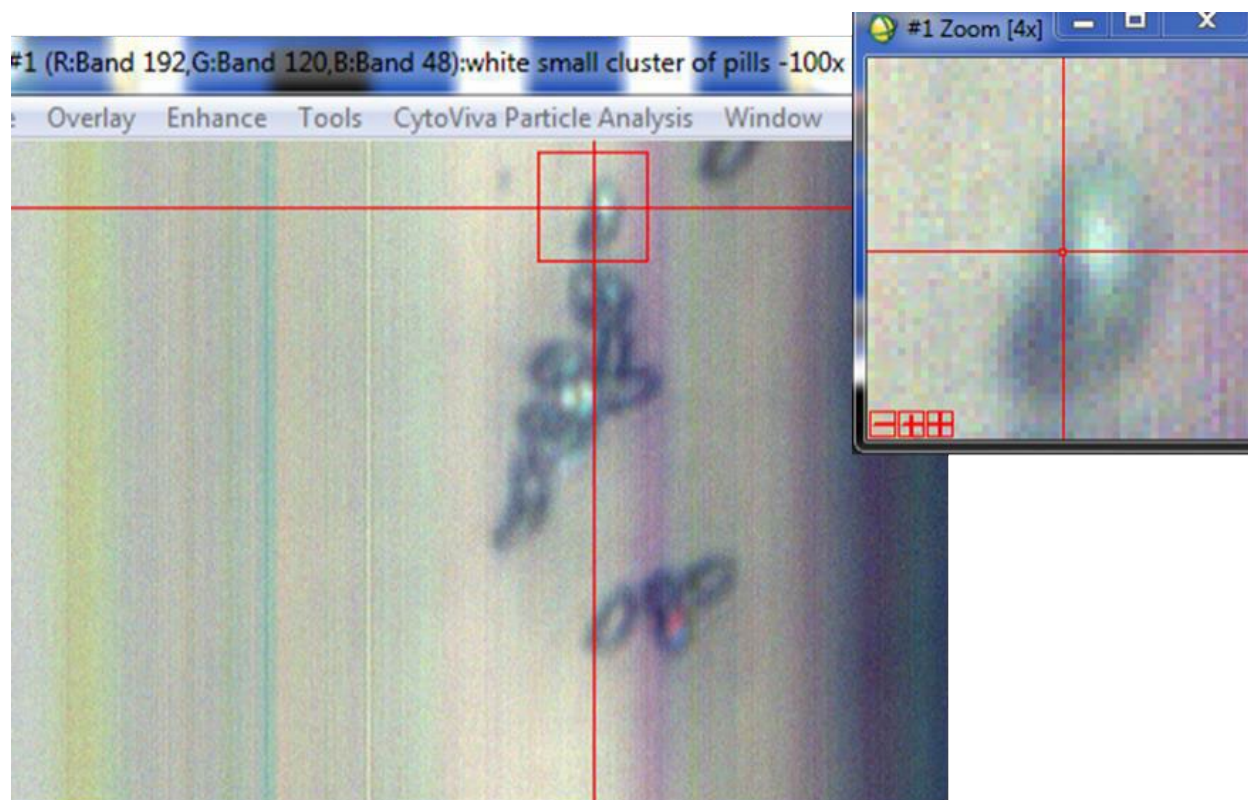 #1 (R:Band 192,G:Band 120,B:Band 48):white small cluster of pills -100x
Overlay Enhance Tools CytoViva Particle Analysis Window
#1 Zoom [4x]